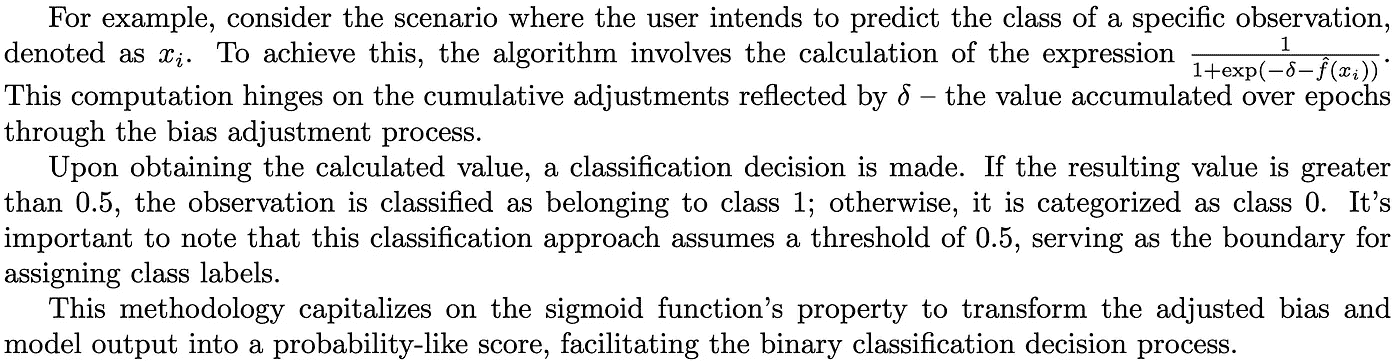 For example, consider the scenario where the user intends to predict the class of a specific observation,
denoted as $x_i$. To achieve this, the algorithm involves the calculation of the expression $\frac{1}{1+\exp(-\delta-\hat{f}(x_i))}$.
This computation hinges on the cumulative adjustments reflected by $\delta$ – the value accumulated over epochs
through the bias adjustment process.
Upon obtaining the calculated value, a classification decision is made. If the resulting value is greater
than 0.5, the observation is classified as belonging to class 1; otherwise, it is categorized as class 0. It's
important to note that this classification approach assumes a threshold of 0.5, serving as the boundary for
assigning class labels.
This methodology capitalizes on the sigmoid function's property to transform the adjusted bias and
model output into a probability-like score, facilitating the binary classification decision process.